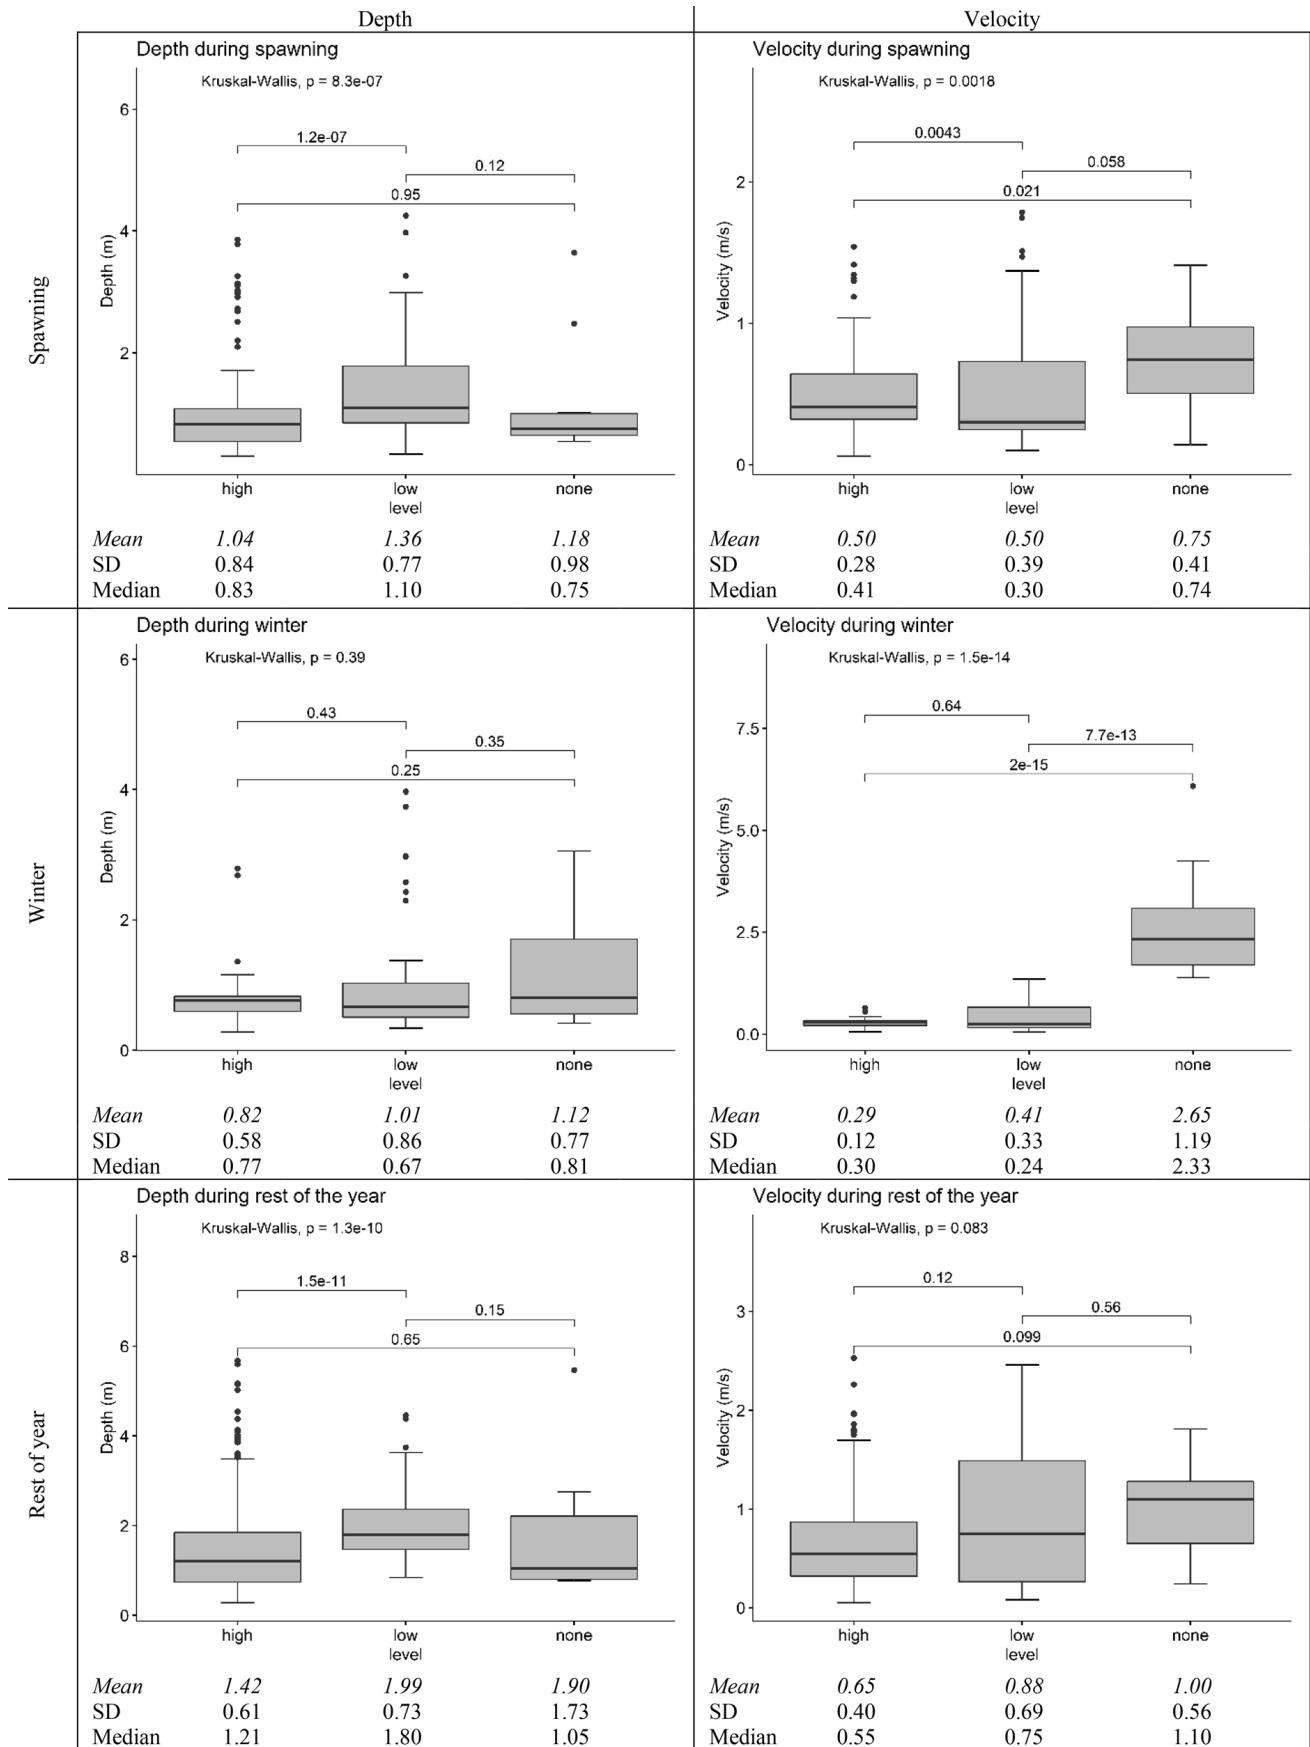 Depth Velocity
Spawning
Depth during spawning
Kruskal-Wallis, p = 8.3e-07
1.2e-07
0.12
0.95
6
4
2
Depth (m)
high low none
level
Mean 1.04 1.36 1.18
SD 0.84 0.77 0.98
Median 0.83 1.10 0.75
Velocity during spawning
Kruskal-Wallis, p = 0.0018
0.0043
0.058
0.021
2
1
0
Velocity (m/s)
high low none
level
Mean 0.50 0.50 0.75
SD 0.28 0.39 0.41
Median 0.41 0.30 0.74
Winter
Depth during winter
Kruskal-Wallis, p = 0.39
0.43
0.35
0.25
6
4
2
0
Depth (m)
high low none
level
Mean 0.82 1.01 1.12
SD 0.58 0.86 0.77
Median 0.77 0.67 0.81
Velocity during winter
Kruskal-Wallis, p = 1.5e-14
0.64
7.7e-13
2e-15
7.5
5.0
2.5
0.0
Velocity (m/s)
high low none
level
Mean 0.29 0.41 2.65
SD 0.12 0.33 1.19
Median 0.30 0.24 2.33
Rest of year
Depth during rest of the year
Kruskal-Wallis, p = 1.3e-10
1.5e-11
0.15
0.65
8
6
4
2
0
Depth (m)
high low none
level
Mean 1.42 1.99 1.90
SD 0.61 0.73 1.73
Median 1.21 1.80 1.05
Velocity during rest of the year
Kruskal-Wallis, p = 0.083
0.12
0.56
0.099
3
2
1
0
Velocity (m/s)
high low none
level
Mean 0.65 0.88 1.00
SD 0.40 0.69 0.56
Median 0.55 0.75 1.10